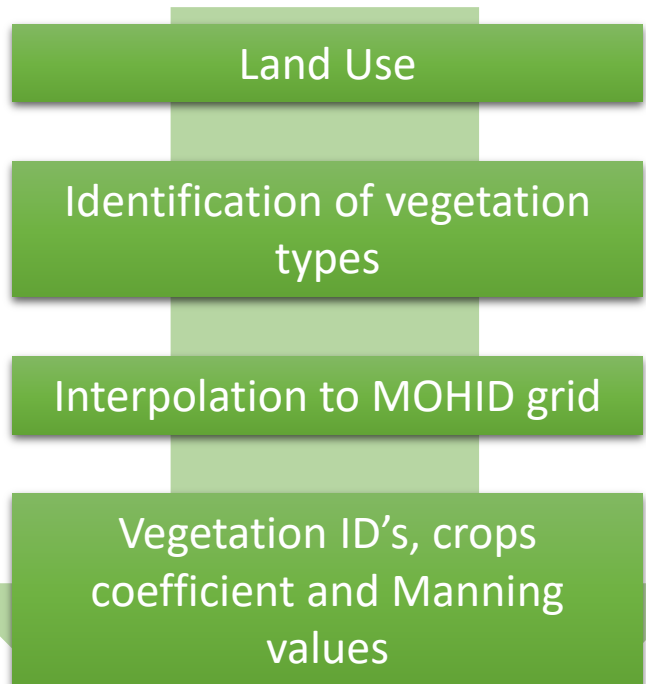 Land Use
Identification of vegetation
types
Interpolation to MOHID grid
Vegetation ID’s, crops
coefficient and Manning
values